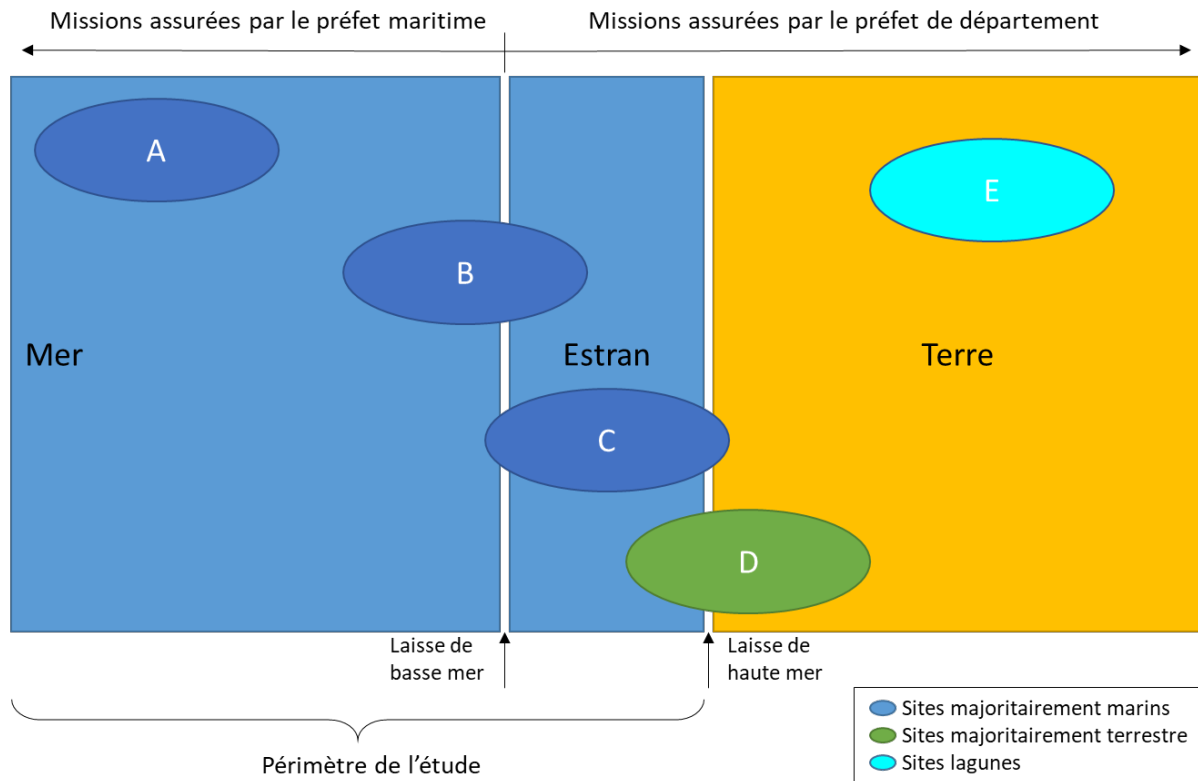 Missions assurées par le préfet maritime
Missions assurées par le préfet de département
A
E
B
Mer
Estran
Terre
C
D
Laisse de
basse mer
Laisse de
haute mer
Périmètre de l’étude
Sites majoritairement marins
Sites majoritairement terrestre
Sites lagunes